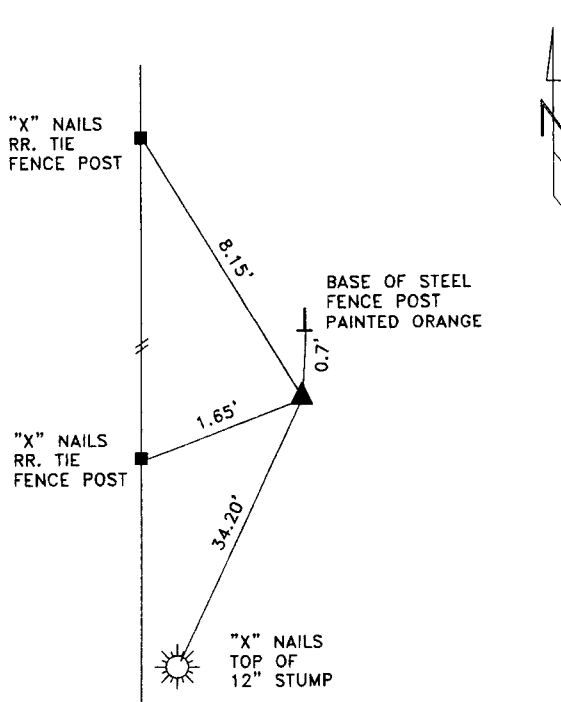 "X" NAILS
RR. TIE
FENCE POST
8.15'
BASE OF STEEL
FENCE POST
PAINTED ORANGE
0.7'
1.65'
"X" NAILS
RR. TIE
FENCE POST
34.20'
"X" NAILS
TOP OF
12" STUMP
N